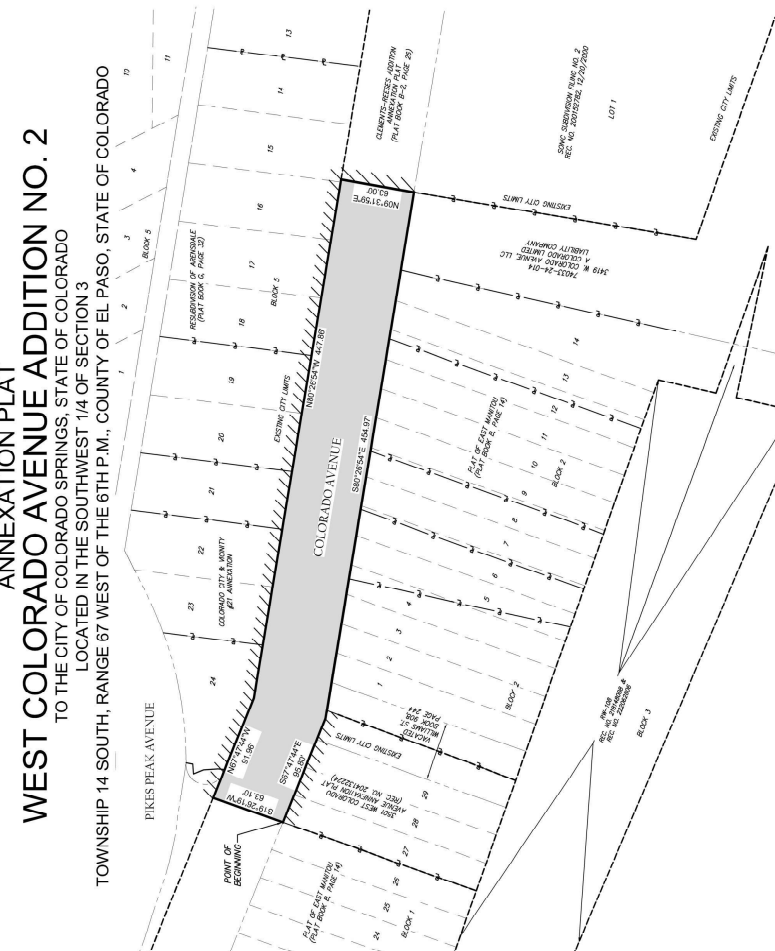 ANNEXATION PLAT
WEST COLORADO AVENUE ADDITION NO. 2
TO THE CITY OF COLORADO SPRINGS, STATE OF COLORADO
LOCATED IN THE SOUTHWEST 1/4 OF SECTION 3
TOWNSHIP 14 SOUTH, RANGE 67 WEST OF THE 6TH P.M., COUNTY OF EL PASO, STATE OF COLORADO
PIKES PEAK AVENUE
1
2
3
4
10
11
BLOCK 5
RESUBDIVISION OF ARENSDALE
(PLAT BOOK G, PAGE 32)
24
23
22
21
20
19
18
17
16
15
14
13
BLOCK 5
COLORADO CITY & VICINITY
#21 ANNEXATION
EXISTING CITY LIMITS
CLEMENTS-REESES ADDITION
ANNEXATION PLAT
(PLAT BOOK B-2, PAGE 25)
N67°47'24"W
51.96'
N80°26'54"W 447.86'
N09°31'59"E
63.00'
S19°26'19"W
63.10'
S67°47'44"E
95.80'
S80°26'54"E 454.97'
COLORADO AVENUE
POINT OF
BEGINNING
PLAT OF EAST MANITOU
(PLAT BOOK B, PAGE 14)
24
25
26
27
28
29
BLOCK 1
3501 WEST COLORADO
AVENUE ANNEXATION PLAT
(REC. NO. 204132224)
EXISTING CITY LIMITS
VACATED
WILLIAMS ST.
BOOK 908,
PAGE 244
1
2
3
4
5
6
7
8
9
10
11
12
13
14
BLOCK 2
PLAT OF EAST MANITOU
(PLAT BOOK B, PAGE 14)
BLOCK 2
3419 W. COLORADO AVENUE LLC
A COLORADO LIMITED
LIABILITY COMPANY
74033-24-014
EXISTING CITY LIMITS
SONIC SUBDIVISION FILING NO. 2
REC. NO. 200152782, 12/20/2000
LOT 1
EXISTING CITY LIMITS
BLOCK 3